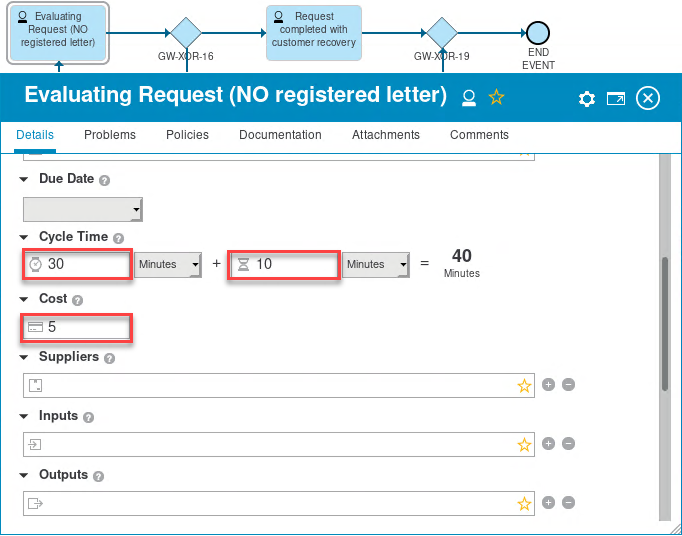 Evaluating
Request (NO
registered letter)
GW-XOR-16
Request
completed with
customer recovery
GW-XOR-19
END
EVENT
Evaluating Request (NO registered letter)
Details Problems Policies Documentation Attachments Comments
Due Date ?
Cycle Time ?
30 Minutes + 10 Minutes = 40
Minutes
Cost ?
5
Suppliers ?
Inputs ?
Outputs ?